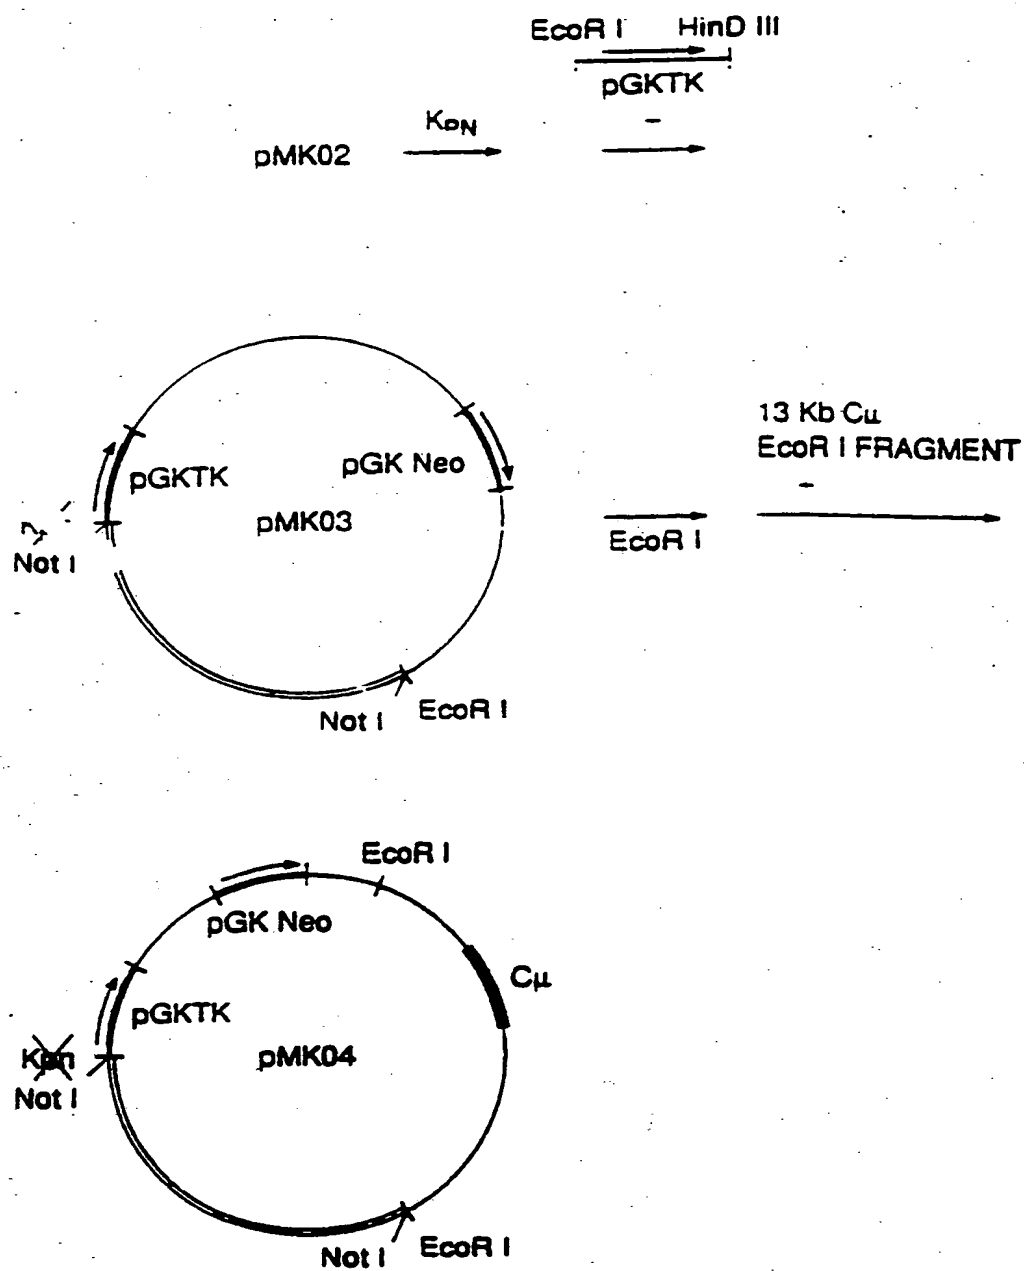 EcoR I HinD III
pGKTK
KPN
pMK02
13 Kb Cμ
EcoR I FRAGMENT
pGK Neo
pGKTK
pMK03
EcoR I
Not I
Not I EcoR I
EcoR I
pGK Neo
Cμ
pGKTK
Kpn
pMK04
Not I
Not I EcoR I